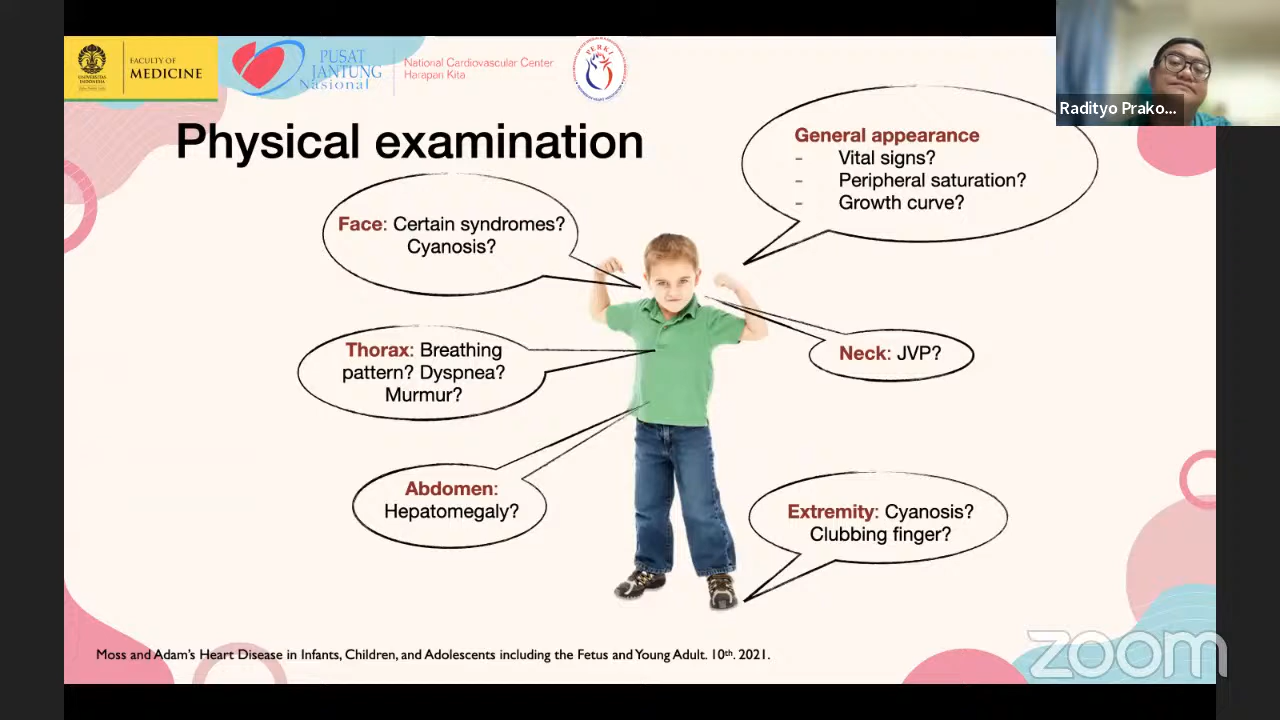 FACULTY OF
MEDICINE
PUSAT
JANTUNG
Nasional
National Cardiovascular Center
Harapan Kita
PERKI
Radityo Prako...
Physical examination
General appearance
- Vital signs?
- Peripheral saturation?
- Growth curve?
Face: Certain syndromes?
Cyanosis?
Thorax: Breathing
pattern? Dyspnea?
Murmur?
Neck: JVP?
Abdomen:
Hepatomegaly?
Extremity: Cyanosis?
Clubbing finger?
Moss and Adam's Heart Disease in Infants, Children, and Adolescents including the Fetus and Young Adult. 10th. 2021.
zoom